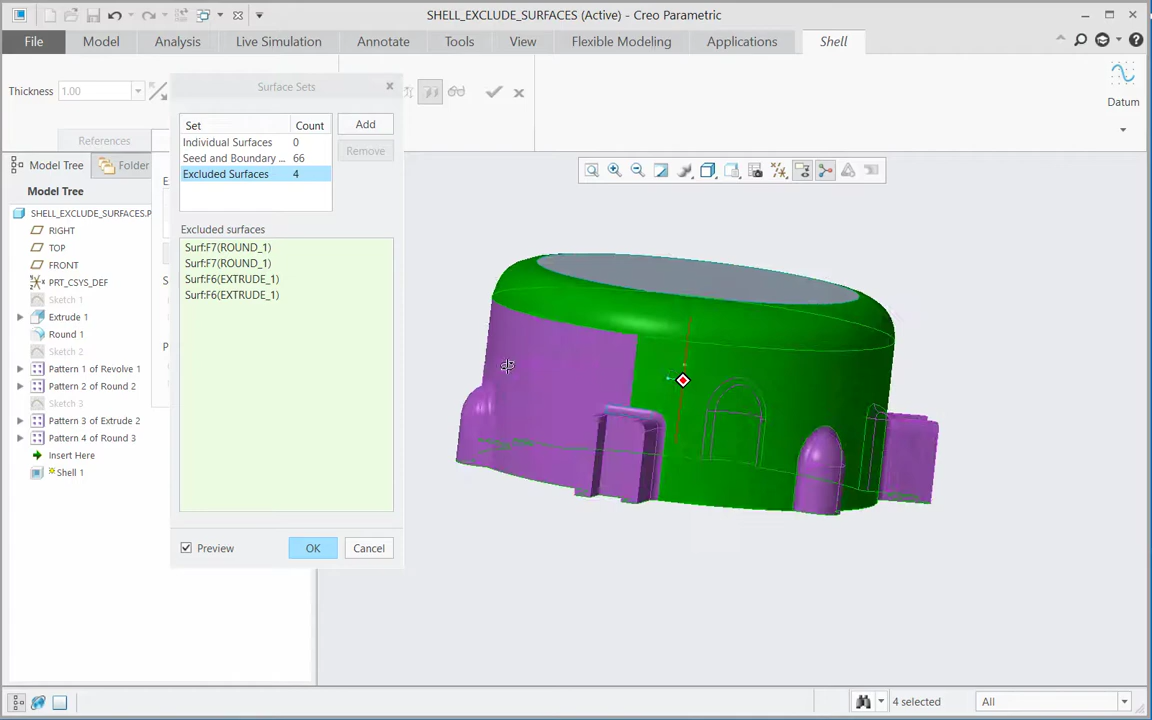 SHELL_EXCLUDE_SURFACES (Active) - Creo Parametric
File Model Analysis Live Simulation Annotate Tools View Flexible Modeling Applications Shell
Thickness 1.00
Datum
References
Surface Sets
Set Count
Individual Surfaces 0
Seed and Boundary ... 66
Excluded Surfaces 4
Add
Remove
Excluded surfaces
Surf:F7(ROUND_1)
Surf:F7(ROUND_1)
Surf:F6(EXTRUDE_1)
Surf:F6(EXTRUDE_1)
Preview OK Cancel
Model Tree Folder
Model Tree
SHELL_EXCLUDE_SURFACES.P
RIGHT
TOP
FRONT
PRT_CSYS_DEF
Sketch 1
Extrude 1
Round 1
Sketch 2
Pattern 1 of Revolve 1
Pattern 2 of Round 2
Sketch 3
Pattern 3 of Extrude 2
Pattern 4 of Round 3
Insert Here
Shell 1
4 selected All